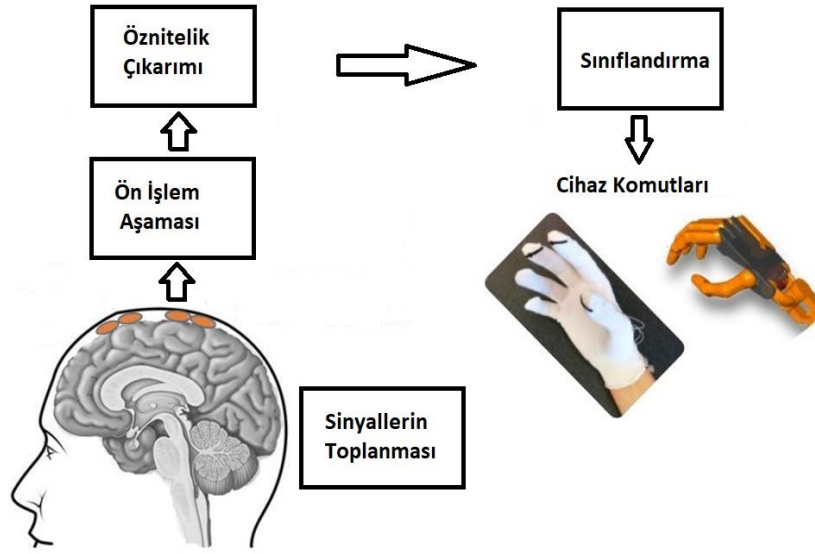 Öznitelik
Çıkarımı
Sınıflandırma
Ön İşlem
Aşaması
Cihaz Komutları
Sinyallerin
Toplanması